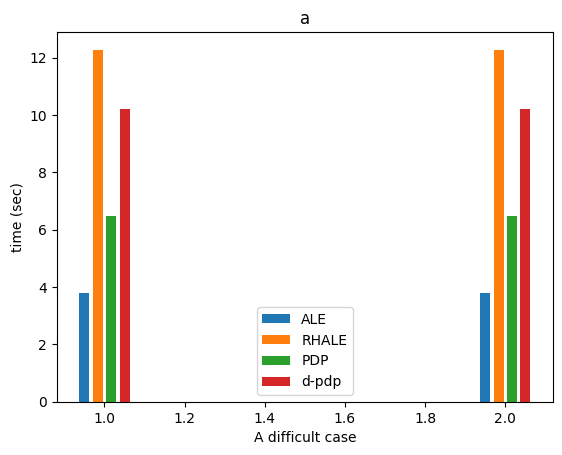 a
12
10
8
6
4
2
0
time (sec)
ALE
RHALE
PDP
d-pdp
1.0 1.2 1.4 1.6 1.8 2.0
A difficult case